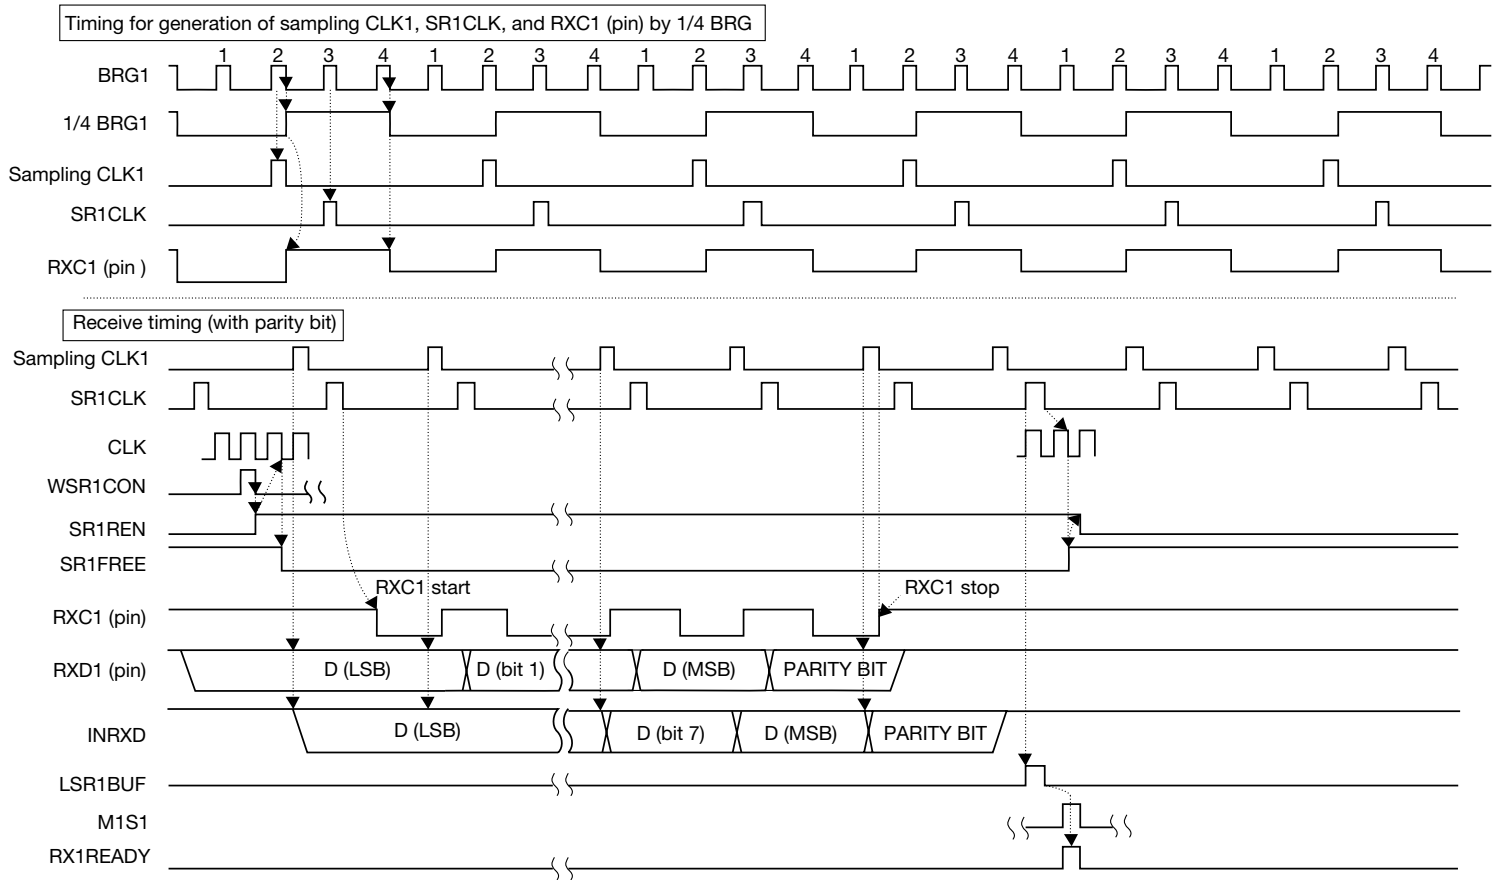 Timing for generation of sampling CLK1, SR1CLK, and RXC1 (pin) by 1/4 BRG
1 2 3 4 1 2 3 4 1 2 3 4 1 2 3 4 1 2 3 4 1 2 3 4
BRG1
1/4 BRG1
Sampling CLK1
SR1CLK
RXC1 (pin )
Receive timing (with parity bit)
Sampling CLK1
SR1CLK
CLK
WSR1CON
SR1REN
SR1FREE
RXC1 start RXC1 stop
RXC1 (pin)
RXD1 (pin) D (LSB) D (bit 1) D (MSB) PARITY BIT
INRXD D (LSB) D (bit 7) D (MSB) PARITY BIT
LSR1BUF
M1S1
RX1READY